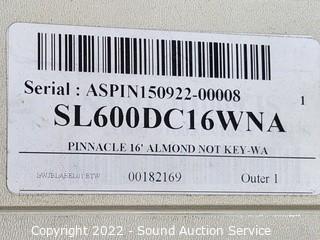 Serial : ASPIN150922-00008
1
SL600DC16WNA
PINNACLE 16' ALMOND NOT KEY-WA
00182169
Outer 1
Copyright 2022 - Sound Auction Service